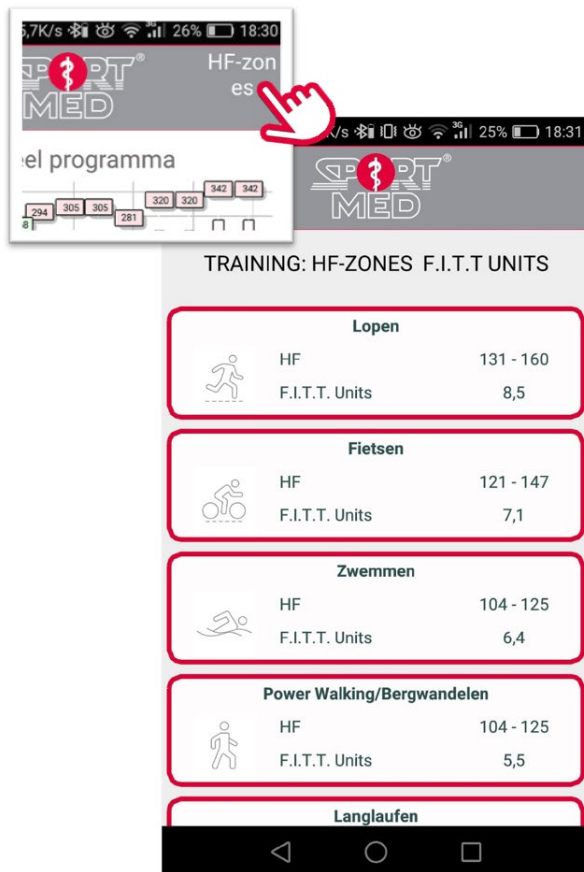 5,7K/s 3G 26% 18:30
SPORT®
MED
HF-zon
es
eel programma
294 305 305 281 320 320 342 342
K/s 3G 25% 18:31
SPORT®
MED
TRAINING: HF-ZONES F.I.T.T UNITS
Lopen
HF 131 - 160
F.I.T.T. Units 8,5
Fietsen
HF 121 - 147
F.I.T.T. Units 7,1
Zwemmen
HF 104 - 125
F.I.T.T. Units 6,4
Power Walking/Bergwandelen
HF 104 - 125
F.I.T.T. Units 5,5
Langlaufen